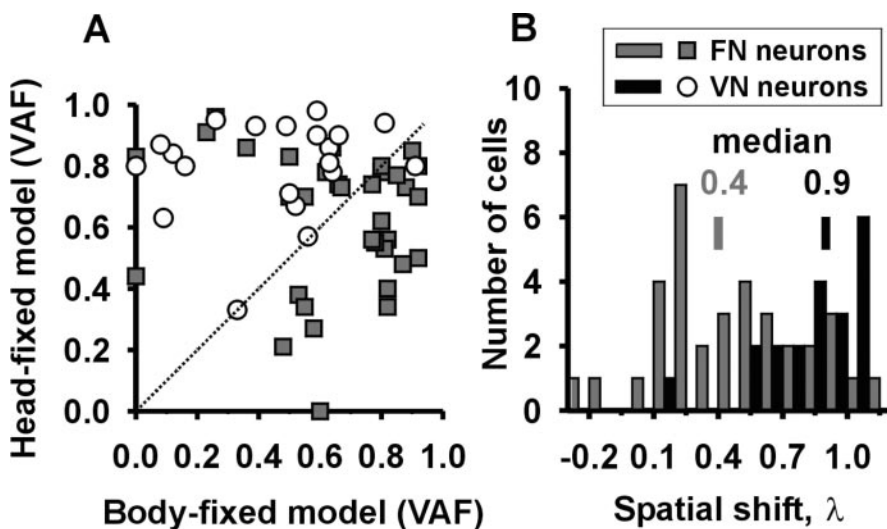 A
Head-fixed model (VAF)
1.0
0.8
0.6
0.4
0.2
0.0
0.0 0.2 0.4 0.6 0.8 1.0
Body-fixed model (VAF)
B
FN neurons
VN neurons
Number of cells
10
8
6
4
2
0
median
0.4 0.9
-0.2 0.1 0.4 0.7 1.0
Spatial shift, λ